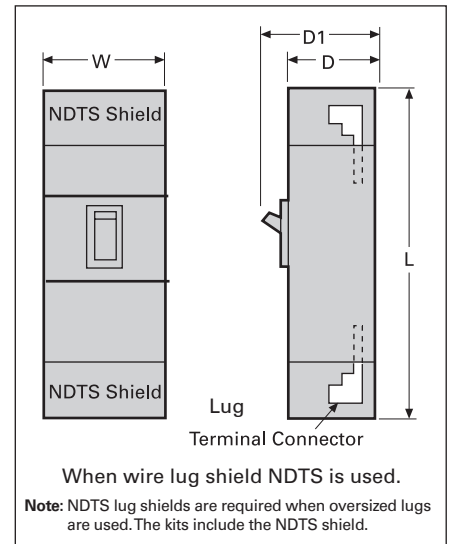 D1
W
D
NDTS Shield
L
NDTS Shield
Lug
Terminal Connector
When wire lug shield NDTS is used.
Note: NDTS lug shields are required when oversized lugs
are used. The kits include the NDTS shield.